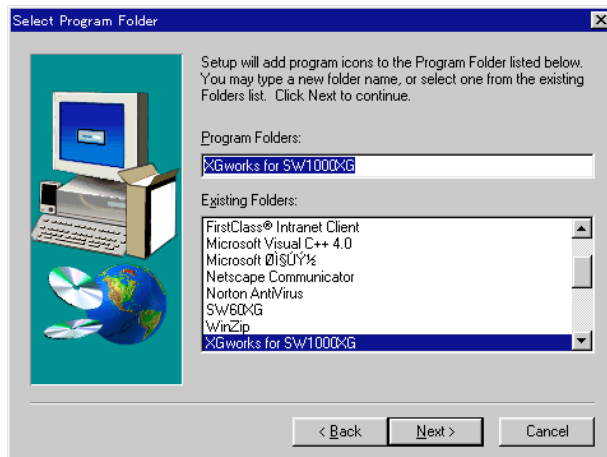 Select Program Folder
Setup will add program icons to the Program Folder listed below.
You may type a new folder name, or select one from the existing
Folders list. Click Next to continue.
Program Folders:
XGworks for SW1000XG
Existing Folders:
FirstClass® Intranet Client
Microsoft Visual C++ 4.0
Microsoft ØÌ§ÚÝ½
Netscape Communicator
Norton AntiVirus
SW60XG
WinZip
XGworks for SW1000XG
< Back
Next >
Cancel